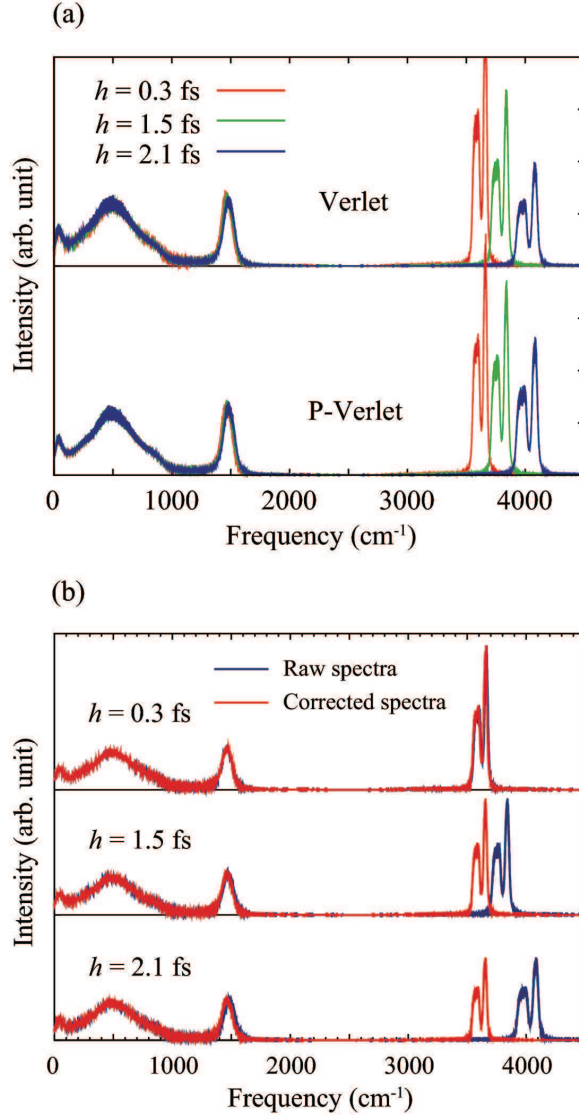 (a)
h = 0.3 fs
h = 1.5 fs
h = 2.1 fs
Verlet
P-Verlet
Intensity (arb. unit)
0 1000 2000 3000 4000
Frequency (cm⁻¹)
(b)
Raw spectra
Corrected spectra
h = 0.3 fs
h = 1.5 fs
h = 2.1 fs
Intensity (arb. unit)
0 1000 2000 3000 4000
Frequency (cm⁻¹)